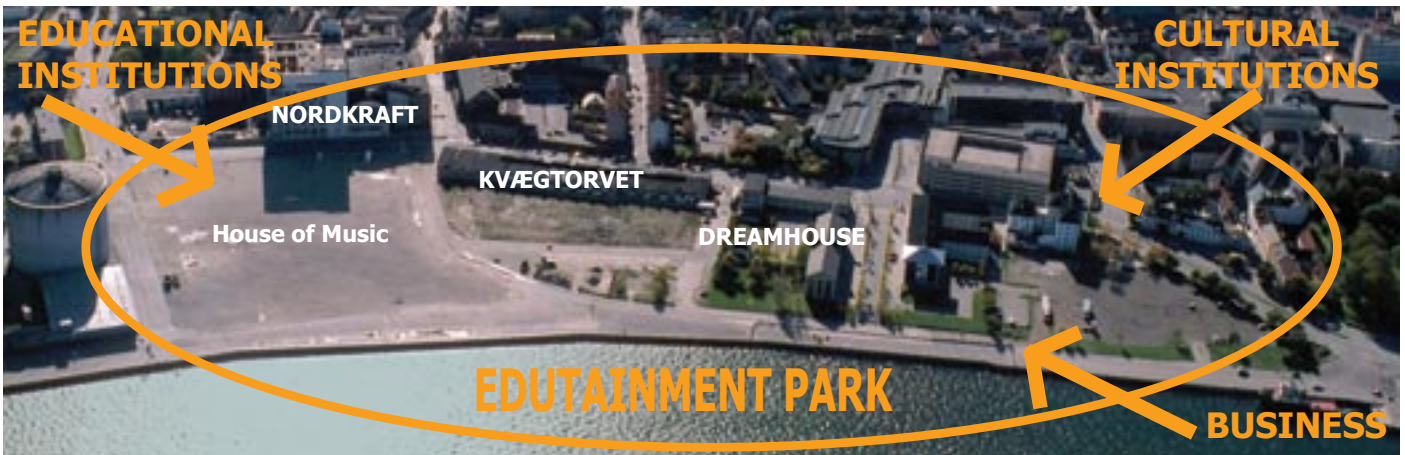 EDUCATIONAL
INSTITUTIONS
CULTURAL
INSTITUTIONS
NORDKRAFT
KVÆGTORVET
House of Music
DREAMHOUSE
EDUTAINMENT PARK
BUSINESS